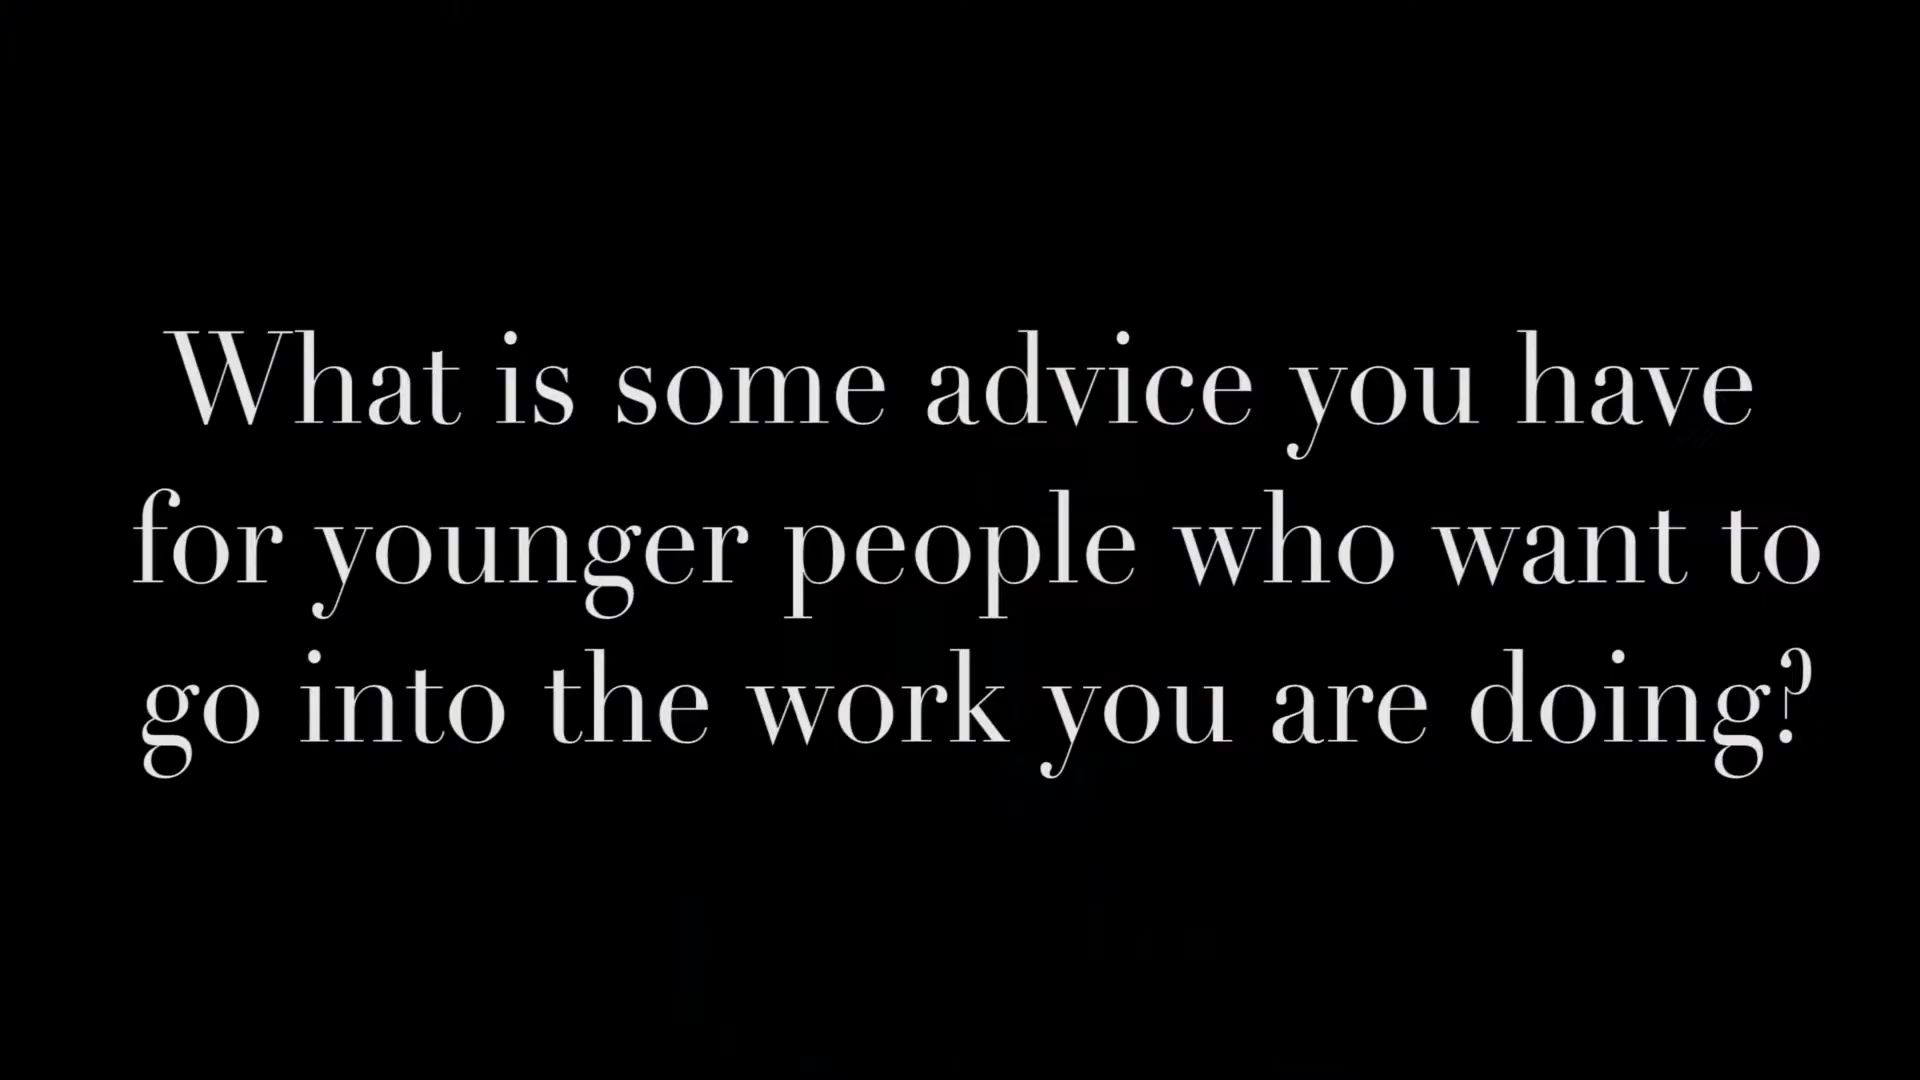 What is some advice you have
for younger people who want to
go into the work you are doing?